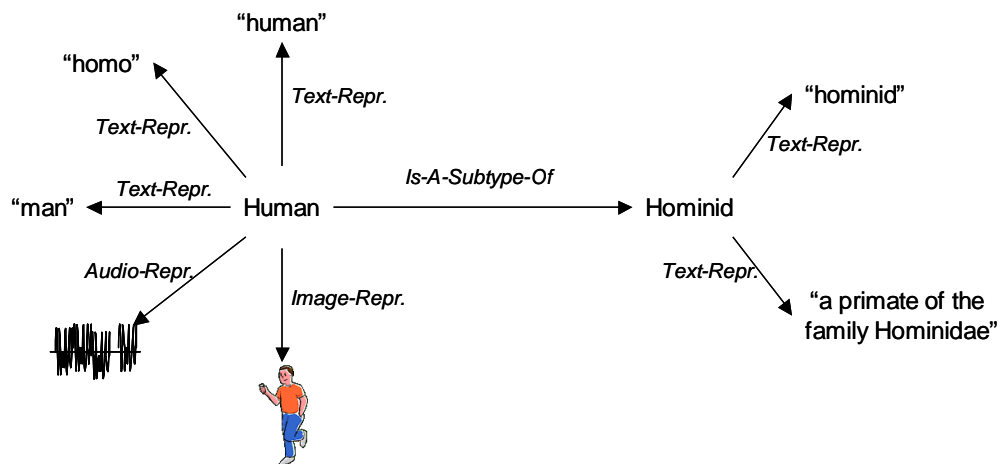 “human”
“homo”
Text-Repr.
“hominid”
Text-Repr.
Text-Repr.
Is-A-Subtype-Of
Text-Repr.
“man”
Human
Hominid
Audio-Repr.
Text-Repr.
Image-Repr.
“a primate of the
family Hominidae”